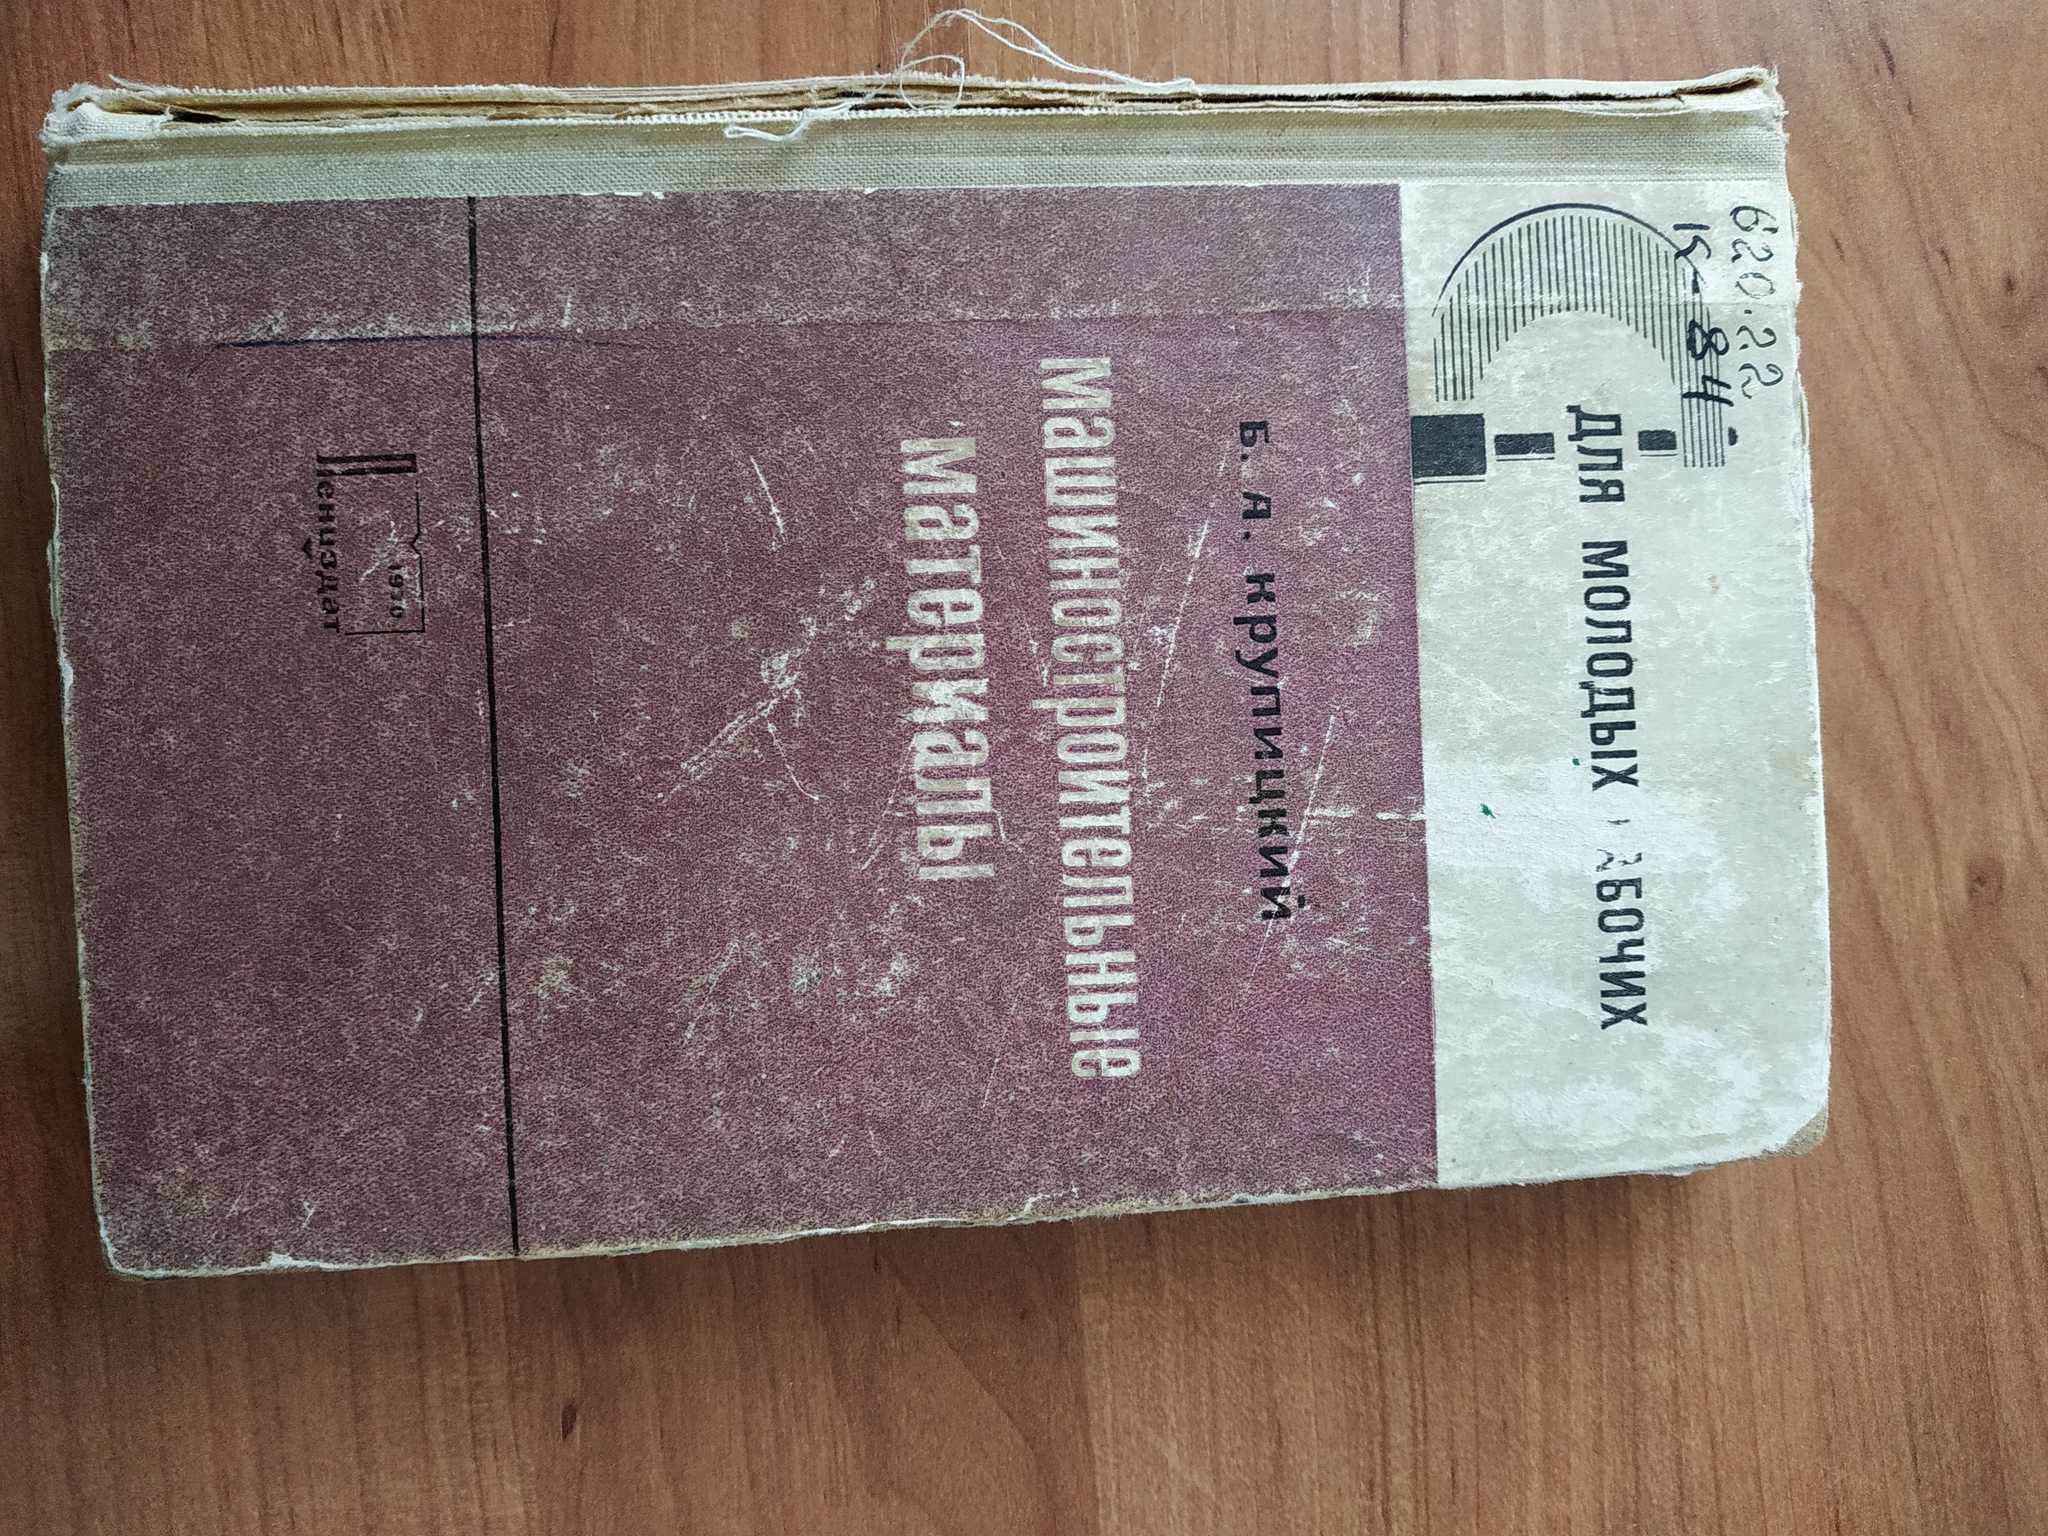 620.22
К-84
ДЛЯ МОЛОДЫХ РАБОЧИХ
Б. А. КРУПИЦКИЙ
Машиностроительные
материалы
1970
Лениздат